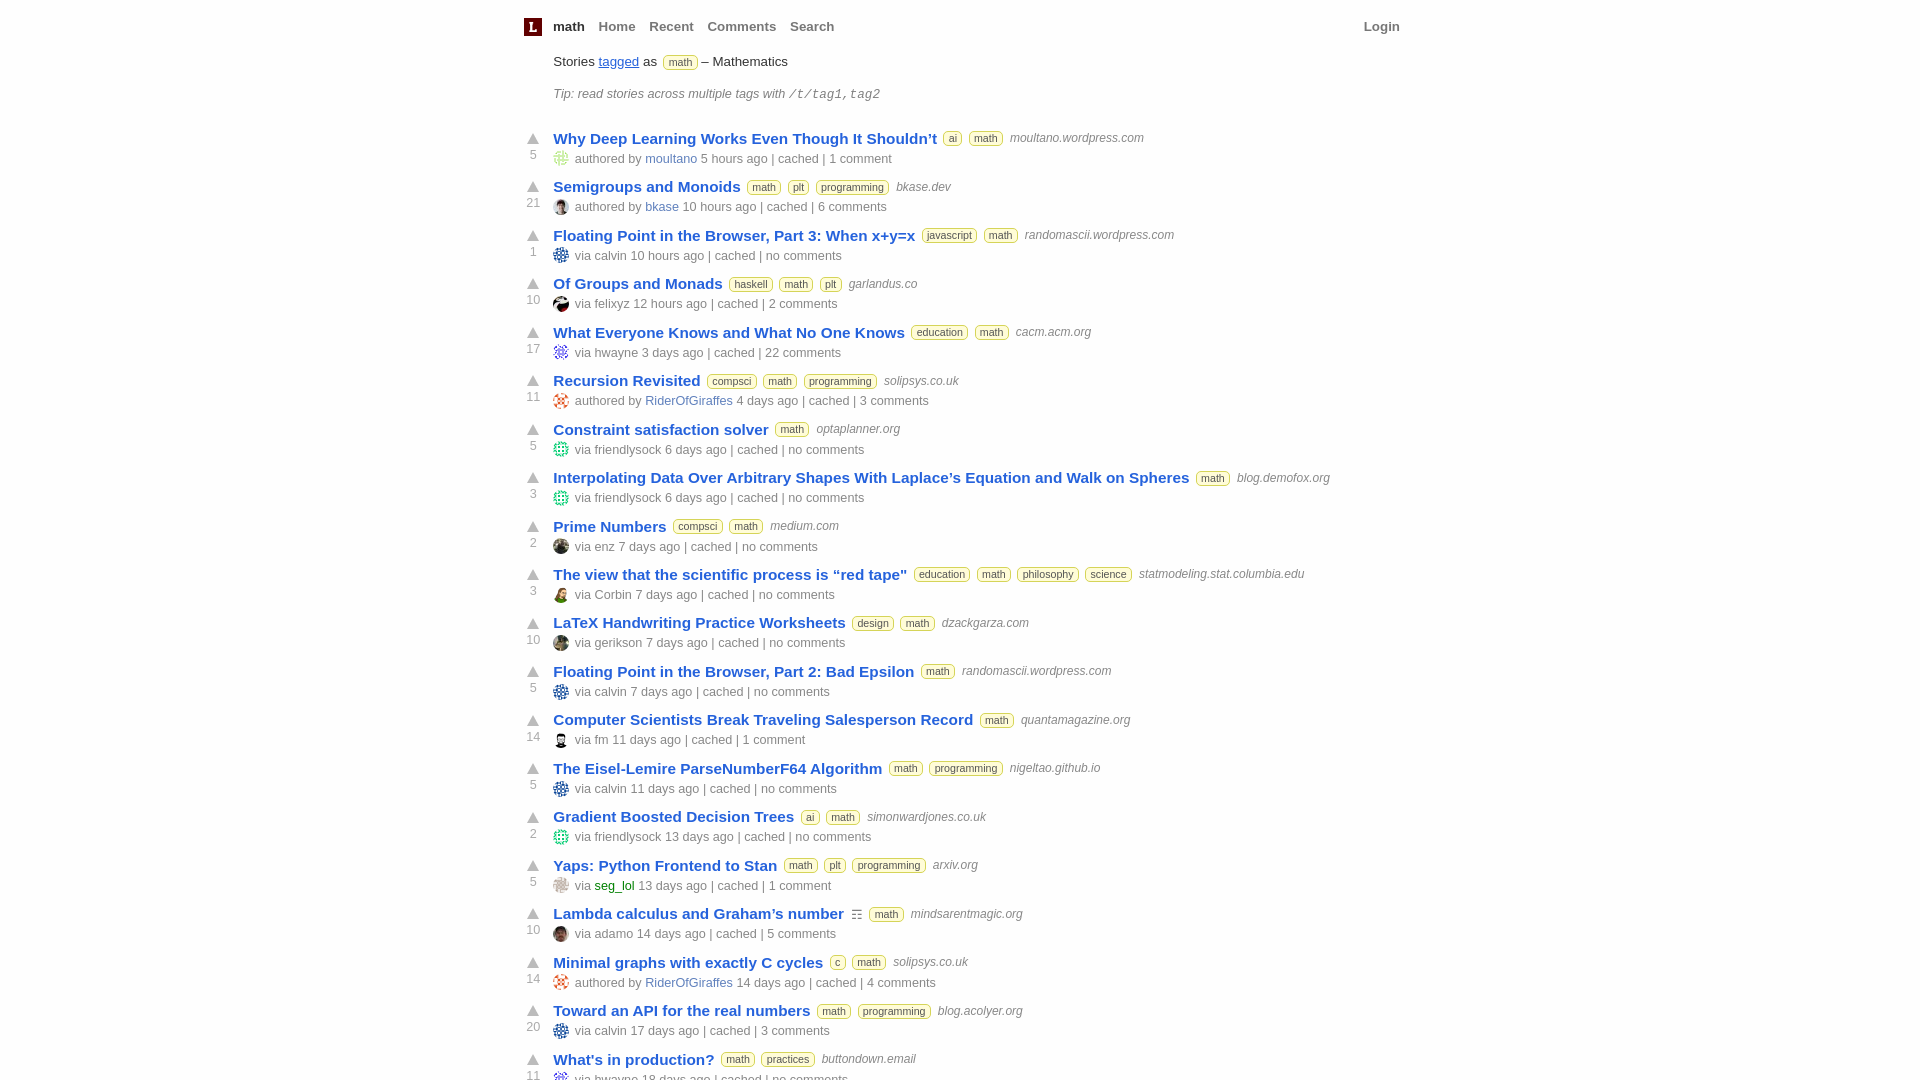 L math Home Recent Comments Search Login
Stories tagged as math – Mathematics
Tip: read stories across multiple tags with /t/tag1,tag2
Why Deep Learning Works Even Though It Shouldn’t ai math moultano.wordpress.com
5 authored by moultano 5 hours ago | cached | 1 comment
Semigroups and Monoids math plt programming bkase.dev
21 authored by bkase 10 hours ago | cached | 6 comments
Floating Point in the Browser, Part 3: When x+y=x javascript math randomascii.wordpress.com
1 via calvin 10 hours ago | cached | no comments
Of Groups and Monads haskell math plt garlandus.co
10 via felixyz 12 hours ago | cached | 2 comments
What Everyone Knows and What No One Knows education math cacm.acm.org
17 via hwayne 3 days ago | cached | 22 comments
Recursion Revisited compsci math programming solipsys.co.uk
11 authored by RiderOfGiraffes 4 days ago | cached | 3 comments
Constraint satisfaction solver math optaplanner.org
5 via friendlysock 6 days ago | cached | no comments
Interpolating Data Over Arbitrary Shapes With Laplace’s Equation and Walk on Spheres math blog.demofox.org
3 via friendlysock 6 days ago | cached | no comments
Prime Numbers compsci math medium.com
2 via enz 7 days ago | cached | no comments
The view that the scientific process is “red tape" education math philosophy science statmodeling.stat.columbia.edu
3 via Corbin 7 days ago | cached | no comments
LaTeX Handwriting Practice Worksheets design math dzackgarza.com
10 via gerikson 7 days ago | cached | no comments
Floating Point in the Browser, Part 2: Bad Epsilon math randomascii.wordpress.com
5 via calvin 7 days ago | cached | no comments
Computer Scientists Break Traveling Salesperson Record math quantamagazine.org
14 via fm 11 days ago | cached | 1 comment
The Eisel-Lemire ParseNumberF64 Algorithm math programming nigeltao.github.io
5 via calvin 11 days ago | cached | no comments
Gradient Boosted Decision Trees ai math simonwardjones.co.uk
2 via friendlysock 13 days ago | cached | no comments
Yaps: Python Frontend to Stan math plt programming arxiv.org
5 via seg_lol 13 days ago | cached | 1 comment
Lambda calculus and Graham’s number ☶ math mindsarentmagic.org
10 via adamo 14 days ago | cached | 5 comments
Minimal graphs with exactly C cycles c math solipsys.co.uk
14 authored by RiderOfGiraffes 14 days ago | cached | 4 comments
Toward an API for the real numbers math programming blog.acolyer.org
20 via calvin 17 days ago | cached | 3 comments
What's in production? math practices buttondown.email
11 via hwayne 18 days ago | cached | no comments